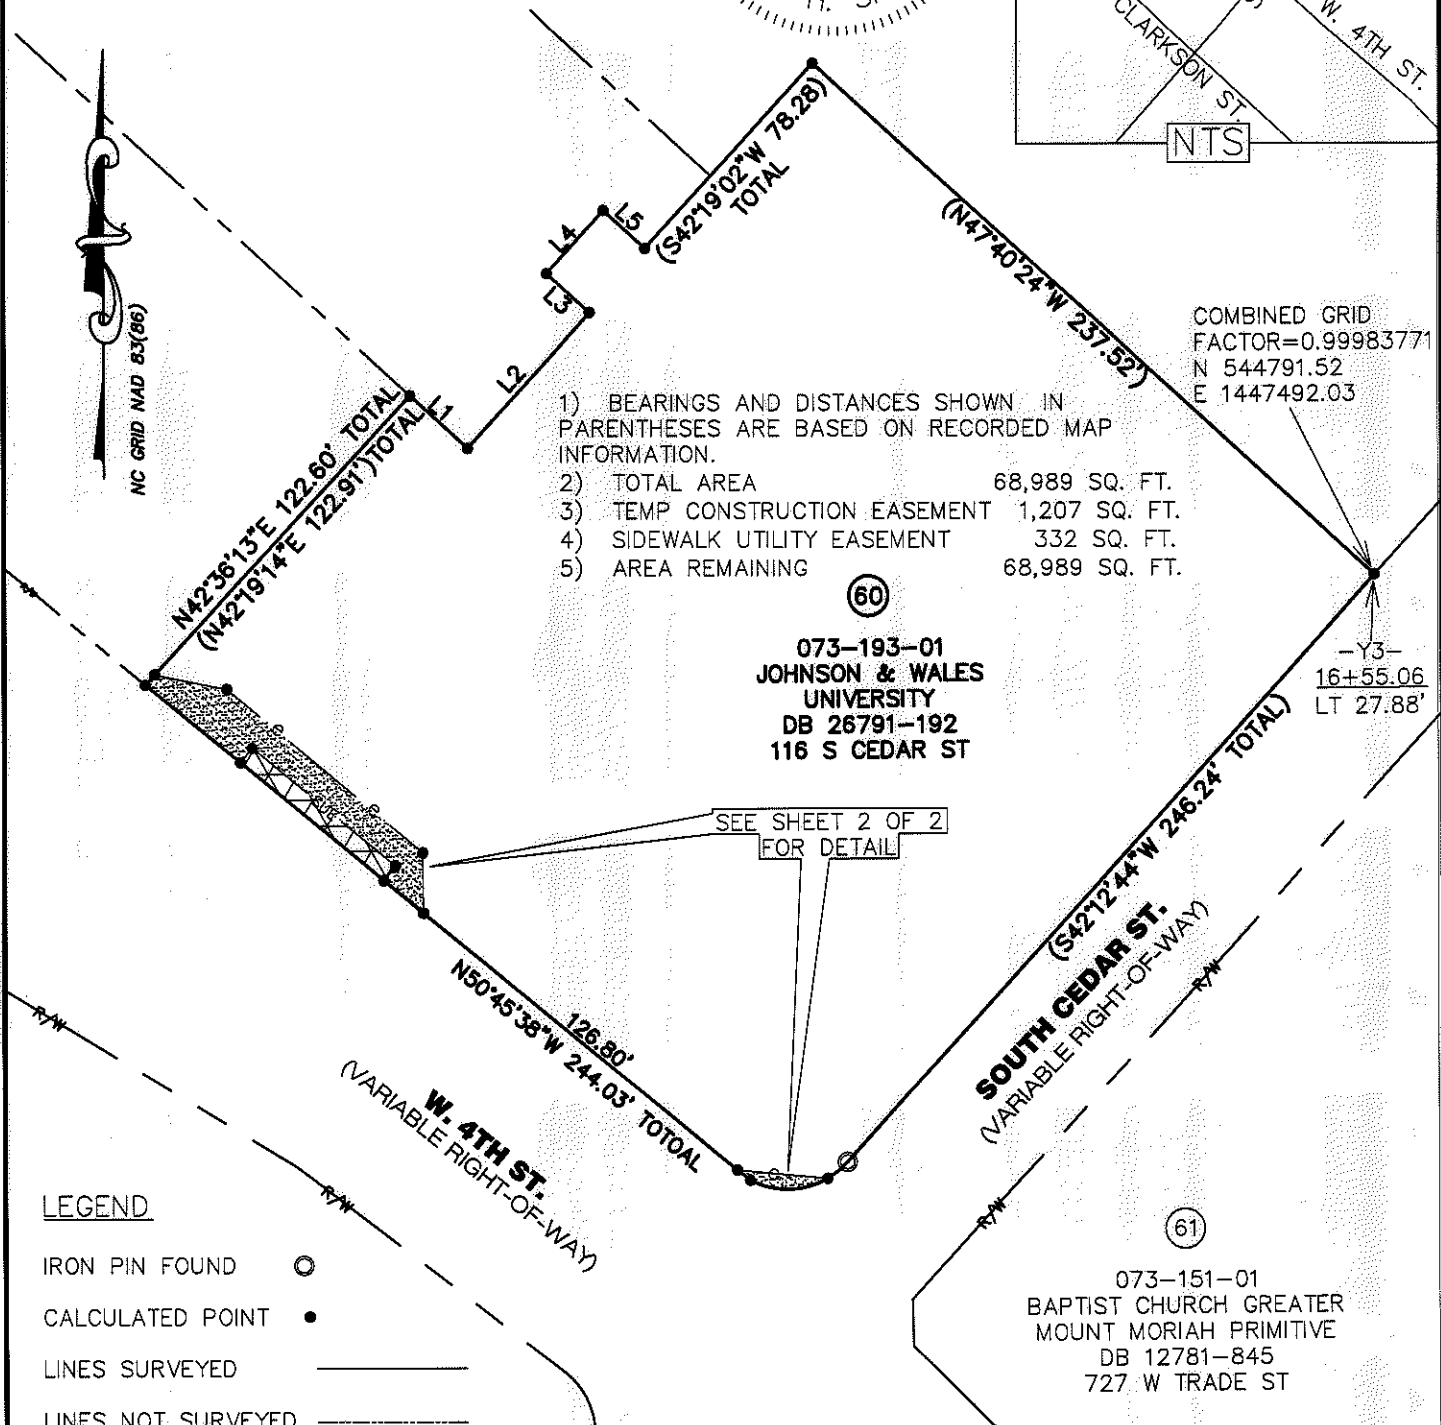 W. 4TH ST.
CLARKSON ST.
NTS
NC GRID NAD 83(86)
(S42°19'02"W 78.28)
TOTAL
L5
L4
L3
L2
L1
(N47°40'24"W 237.52')
COMBINED GRID
FACTOR=0.99983771
N 544791.52
E 1447492.03
N42°36'13"E 122.60' TOTAL
(N42°19'14"E 122.91')TOTAL
1) BEARINGS AND DISTANCES SHOWN IN
PARENTHESES ARE BASED ON RECORDED MAP
INFORMATION.
2) TOTAL AREA 68,989 SQ. FT.
3) TEMP CONSTRUCTION EASEMENT 1,207 SQ. FT.
4) SIDEWALK UTILITY EASEMENT 332 SQ. FT.
5) AREA REMAINING 68,989 SQ. FT.
60
073-193-01
JOHNSON & WALES
UNIVERSITY
DB 26791-192
116 S CEDAR ST
-Y3-
16+55.06
LT 27.88'
SEE SHEET 2 OF 2
FOR DETAIL
(S42°12'44"W 246.24' TOTAL)
SOUTH CEDAR ST.
(VARIABLE RIGHT-OF-WAY)
R/W
R/W
126.80'
N50°45'38"W 244.03' TOTOAL
W. 4TH ST.
(VARIABLE RIGHT-OF-WAY)
R/W
R/W
61
073-151-01
BAPTIST CHURCH GREATER
MOUNT MORIAH PRIMITIVE
DB 12781-845
727 W TRADE ST
LEGEND
IRON PIN FOUND
CALCULATED POINT
LINES SURVEYED
LINES NOT SURVEYED